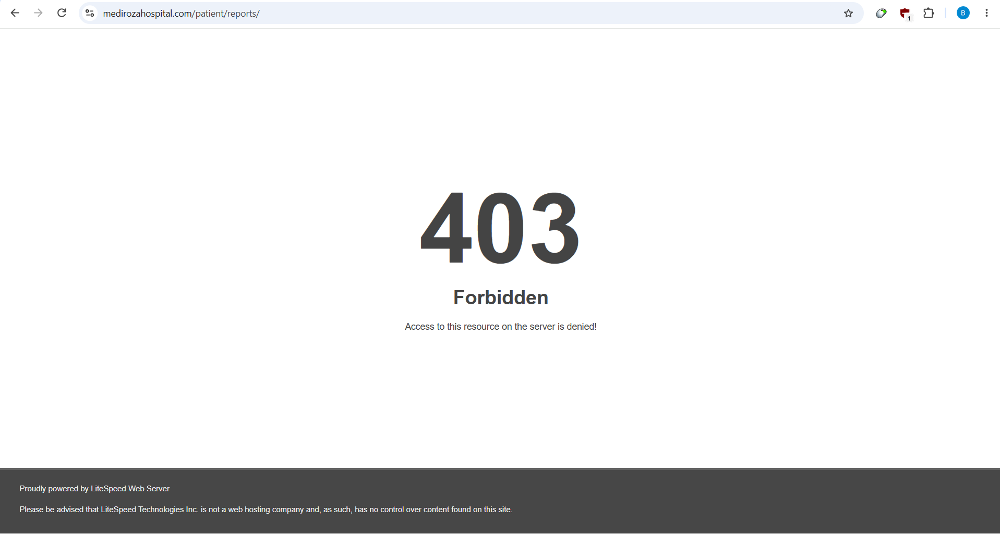 medirozahospital.com/patient/reports/
1
B
403
Forbidden
Access to this resource on the server is denied!
Proudly powered by LiteSpeed Web Server
Please be advised that LiteSpeed Technologies Inc. is not a web hosting company and, as such, has no control over content found on this site.